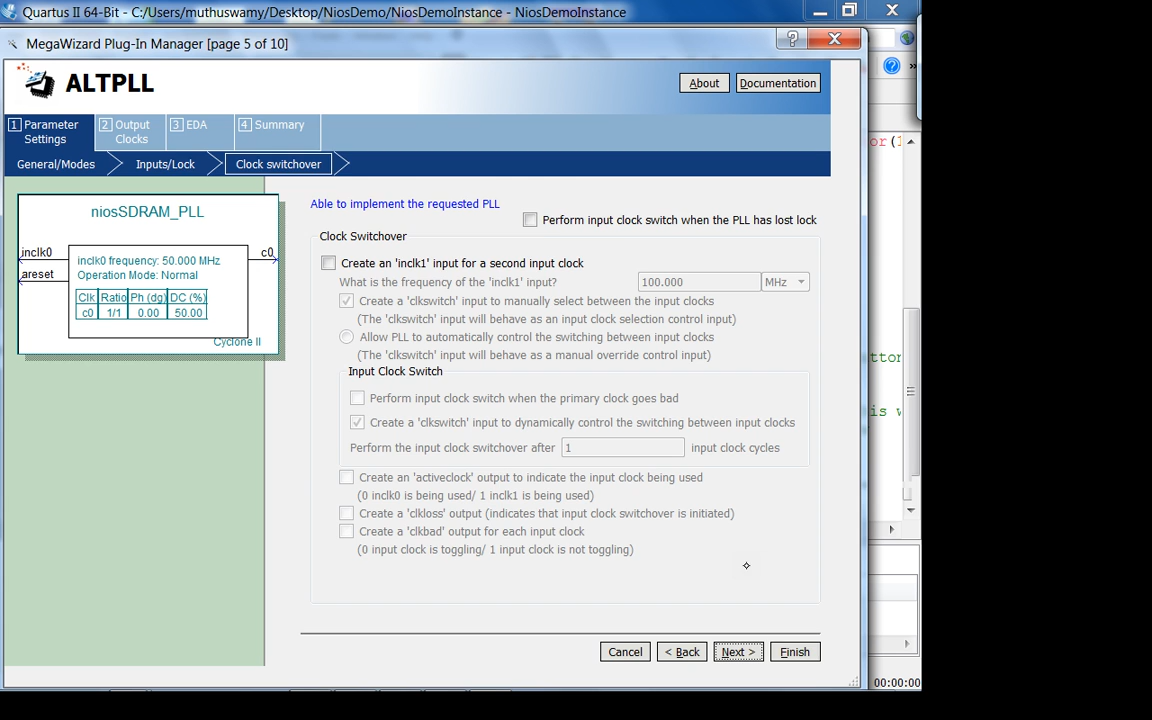 Quartus II 64-Bit - C:/Users/muthuswamy/Desktop/NiosDemo/NiosDemoInstance - NiosDemoInstance
MegaWizard Plug-In Manager [page 5 of 10]
ALTPLL
About
Documentation
1 Parameter Settings
2 Output Clocks
3 EDA
4 Summary
General/Modes
Inputs/Lock
Clock switchover
niosSDRAM_PLL
inclk0
areset
c0
inclk0 frequency: 50.000 MHz
Operation Mode: Normal
Clk Ratio Ph (dg) DC (%)
c0 1/1 0.00 50.00
Cyclone II
Able to implement the requested PLL
Perform input clock switch when the PLL has lost lock
Clock Switchover
Create an 'inclk1' input for a second input clock
What is the frequency of the 'inclk1' input?
100.000
MHz
Create a 'clkswitch' input to manually select between the input clocks
(The 'clkswitch' input will behave as an input clock selection control input)
Allow PLL to automatically control the switching between input clocks
(The 'clkswitch' input will behave as a manual override control input)
Input Clock Switch
Perform input clock switch when the primary clock goes bad
Create a 'clkswitch' input to dynamically control the switching between input clocks
Perform the input clock switchover after 1 input clock cycles
Create an 'activeclock' output to indicate the input clock being used
(0 inclk0 is being used/ 1 inclk1 is being used)
Create a 'clkloss' output (indicates that input clock switchover is initiated)
Create a 'clkbad' output for each input clock
(0 input clock is toggling/ 1 input clock is not toggling)
Cancel
< Back
Next >
Finish
or(1
tton
is w
00:00:00